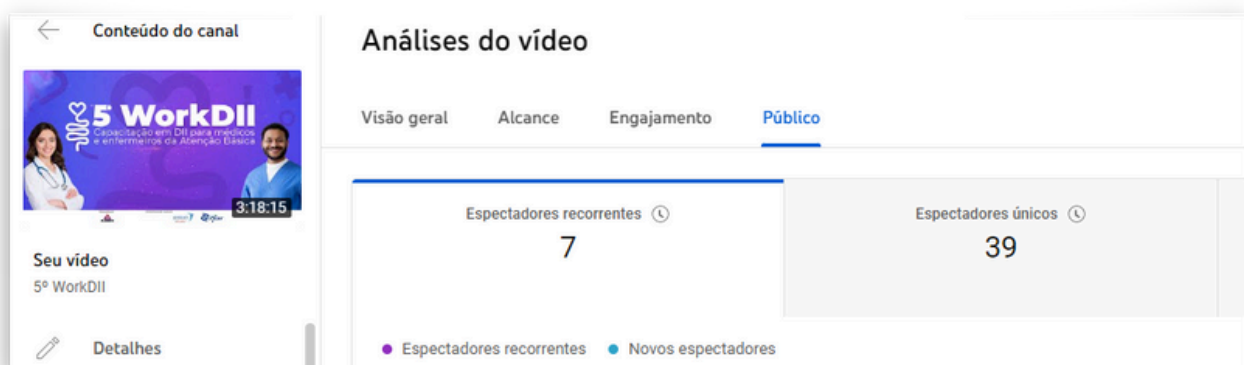 Conteúdo do canal
5 WorkDII
Capacitação em DII para médicos
e enfermeiros da Atenção Básica
3:18:15
Seu vídeo
5º WorkDII
Detalhes
Análises do vídeo
Visão geral Alcance Engajamento Público
Espectadores recorrentes
7
Espectadores únicos
39
Espectadores recorrentes Novos espectadores